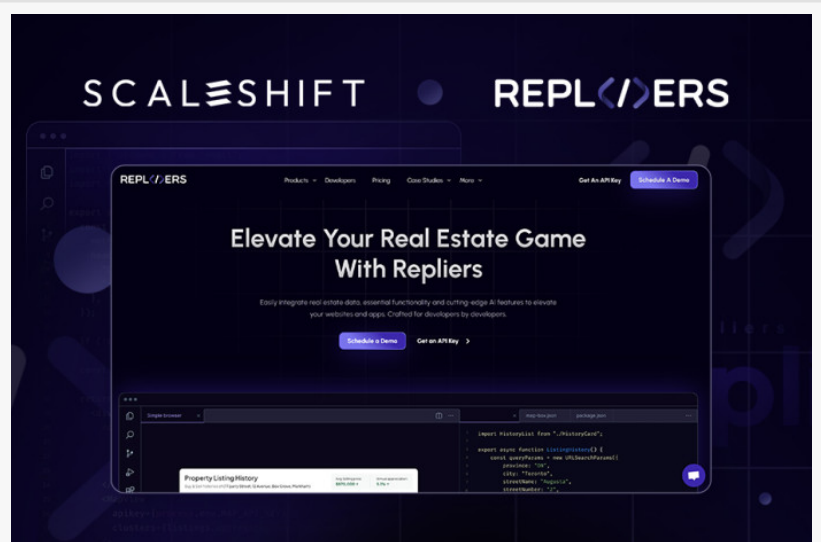 SCALESHIFT
REPL</>ERS
REPL</>ERS
Products
Developers
Pricing
Case Studies
More
Get An API Key
Schedule A Demo
Elevate Your Real Estate Game
With Repliers
Easily integrate real estate data, essential functionality and cutting-edge AI features to elevate
your websites and apps. Crafted for developers by developers.
Schedule a Demo
Get an API Key
Simple browser
map-box.json
package.json
Property Listing History
import HistoryList from "./HistoryCard";
export async function ListingHistory() {
const queryParams = new URLSearchParams({
province: "ON",
city: "Toronto",
streetName: "Augusta",
streetNumber: "2",